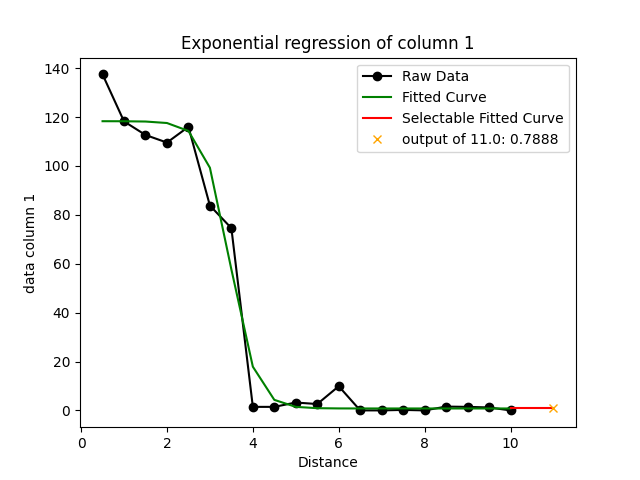 Exponential regression of column 1
Raw Data
Fitted Curve
Selectable Fitted Curve
output of 11.0: 0.7888
data column 1
140
120
100
80
60
40
20
0
0 2 4 6 8 10
Distance